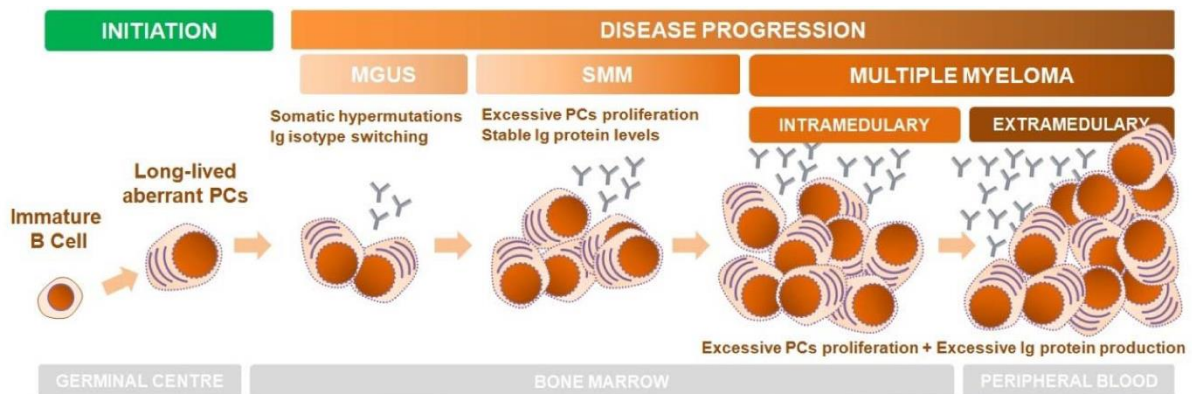 INITIATION
DISEASE PROGRESSION
MGUS
SMM
MULTIPLE MYELOMA
Somatic hypermutations
Ig isotype switching
Excessive PCs proliferation
Stable Ig protein levels
INTRAMEDULARY
EXTRAMEDULARY
Long-lived
aberrant PCs
Immature
B Cell
Excessive PCs proliferation + Excessive Ig protein production
GERMINAL CENTRE
BONE MARROW
PERIPHERAL BLOOD